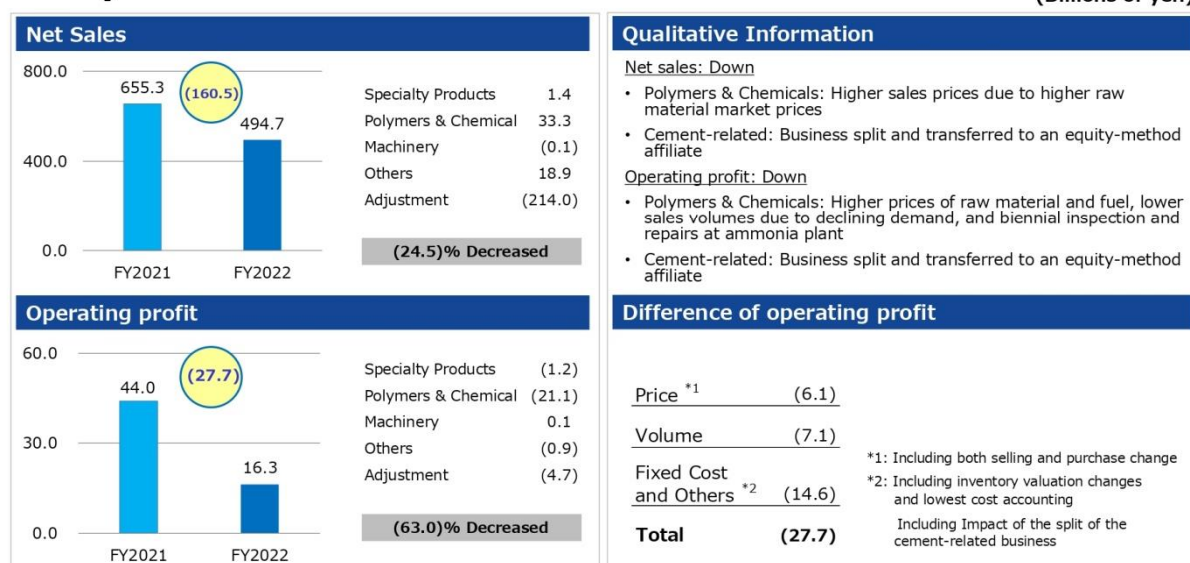 (Billions of yen)
Net Sales
800.0
400.0
0.0
655.3
(160.5)
494.7
FY2021
FY2022
Specialty Products 1.4
Polymers & Chemical 33.3
Machinery (0.1)
Others 18.9
Adjustment (214.0)
(24.5)% Decreased
Qualitative Information
Net sales: Down
• Polymers & Chemicals: Higher sales prices due to higher raw
material market prices
• Cement-related: Business split and transferred to an equity-method
affiliate
Operating profit: Down
• Polymers & Chemicals: Higher prices of raw material and fuel, lower
sales volumes due to declining demand, and biennial inspection and
repairs at ammonia plant
• Cement-related: Business split and transferred to an equity-method
affiliate
Operating profit
60.0
30.0
0.0
44.0
(27.7)
16.3
FY2021
FY2022
Specialty Products (1.2)
Polymers & Chemical (21.1)
Machinery 0.1
Others (0.9)
Adjustment (4.7)
(63.0)% Decreased
Difference of operating profit
Price *1 (6.1)
Volume (7.1)
Fixed Cost
and Others *2 (14.6)
Total (27.7)
*1: Including both selling and purchase change
*2: Including inventory valuation changes
and lowest cost accounting
Including Impact of the split of the
cement-related business